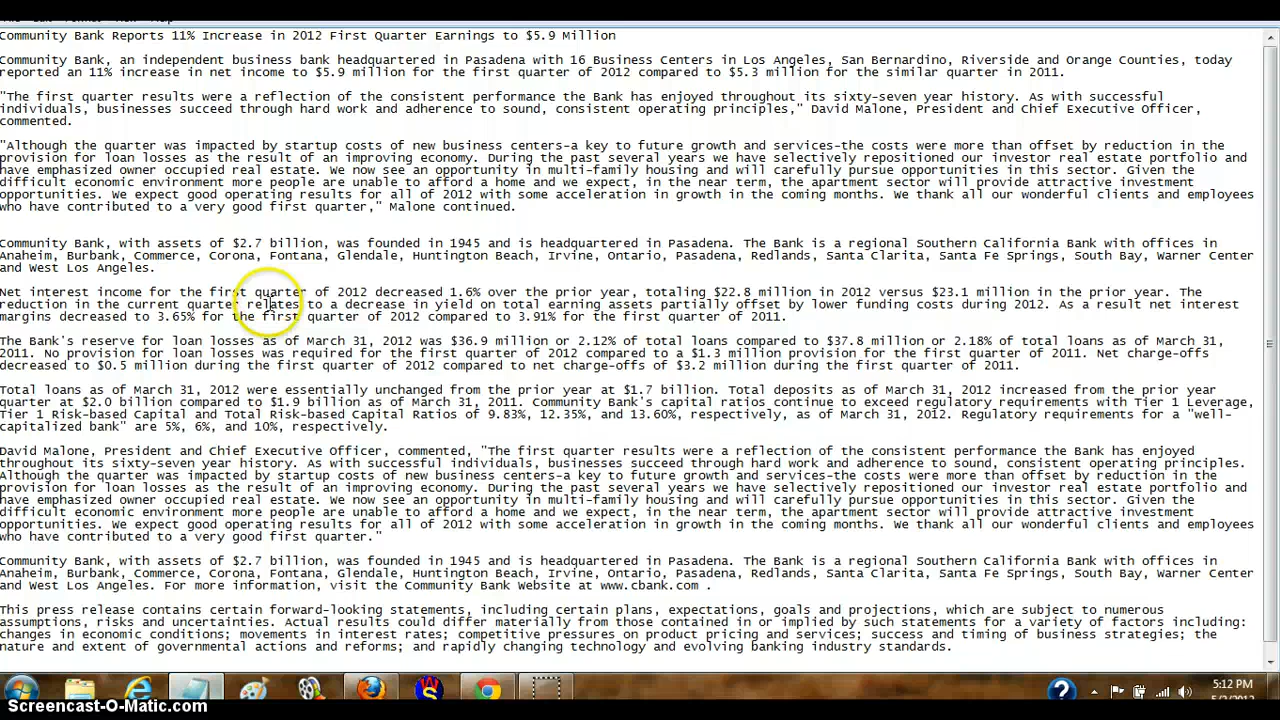 Community Bank Reports 11% Increase in 2012 First Quarter Earnings to $5.9 Million
Community Bank, an independent business bank headquartered in Pasadena with 16 Business Centers in Los Angeles, San Bernardino, Riverside and Orange Counties, today
reported an 11% increase in net income to $5.9 million for the first quarter of 2012 compared to $5.3 million for the similar quarter in 2011.
"The first quarter results were a reflection of the consistent performance the Bank has enjoyed throughout its sixty-seven year history. As with successful
individuals, businesses succeed through hard work and adherence to sound, consistent operating principles," David Malone, President and Chief Executive Officer,
commented.
"Although the quarter was impacted by startup costs of new business centers-a key to future growth and services-the costs were more than offset by reduction in the
provision for loan losses as the result of an improving economy. During the past several years we have selectively repositioned our investor real estate portfolio and
have emphasized owner occupied real estate. We now see an opportunity in multi-family housing and will carefully pursue opportunities in this sector. Given the
difficult economic environment more people are unable to afford a home and we expect, in the near term, the apartment sector will provide attractive investment
opportunities. We expect good operating results for all of 2012 with some acceleration in growth in the coming months. We thank all our wonderful clients and employees
who have contributed to a very good first quarter," Malone continued.
Community Bank, with assets of $2.7 billion, was founded in 1945 and is headquartered in Pasadena. The Bank is a regional Southern California Bank with offices in
Anaheim, Burbank, Commerce, Corona, Fontana, Glendale, Huntington Beach, Irvine, Ontario, Pasadena, Redlands, Santa Clarita, Santa Fe Springs, South Bay, Warner Center
and West Los Angeles.
Net interest income for the first quarter of 2012 decreased 1.6% over the prior year, totaling $22.8 million in 2012 versus $23.1 million in the prior year. The
reduction in the current quarter relates to a decrease in yield on total earning assets partially offset by lower funding costs during 2012. As a result net interest
margins decreased to 3.65% for the first quarter of 2012 compared to 3.91% for the first quarter of 2011.
The Bank's reserve for loan losses as of March 31, 2012 was $36.9 million or 2.12% of total loans compared to $37.8 million or 2.18% of total loans as of March 31,
2011. No provision for loan losses was required for the first quarter of 2012 compared to a $1.3 million provision for the first quarter of 2011. Net charge-offs
decreased to $0.5 million during the first quarter of 2012 compared to net charge-offs of $3.2 million during the first quarter of 2011.
Total loans as of March 31, 2012 were essentially unchanged from the prior year at $1.7 billion. Total deposits as of March 31, 2012 increased from the prior year
quarter at $2.0 billion compared to $1.9 billion as of March 31, 2011. Community Bank's capital ratios continue to exceed regulatory requirements with Tier 1 Leverage,
Tier 1 Risk-based Capital and Total Risk-based Capital Ratios of 9.83%, 12.35%, and 13.60%, respectively, as of March 31, 2012. Regulatory requirements for a "well-
capitalized bank" are 5%, 6%, and 10%, respectively.
David Malone, President and Chief Executive Officer, commented, "The first quarter results were a reflection of the consistent performance the Bank has enjoyed
throughout its sixty-seven year history. As with successful individuals, businesses succeed through hard work and adherence to sound, consistent operating principles.
Although the quarter was impacted by startup costs of new business centers-a key to future growth and services-the costs were more than offset by reduction in the
provision for loan losses as the result of an improving economy. During the past several years we have selectively repositioned our investor real estate portfolio and
have emphasized owner occupied real estate. We now see an opportunity in multi-family housing and will carefully pursue opportunities in this sector. Given the
difficult economic environment more people are unable to afford a home and we expect, in the near term, the apartment sector will provide attractive investment
opportunities. We expect good operating results for all of 2012 with some acceleration in growth in the coming months. We thank all our wonderful clients and employees
who have contributed to a very good first quarter."
Community Bank, with assets of $2.7 billion, was founded in 1945 and is headquartered in Pasadena. The Bank is a regional Southern California Bank with offices in
Anaheim, Burbank, Commerce, Corona, Fontana, Glendale, Huntington Beach, Irvine, Ontario, Pasadena, Redlands, Santa Clarita, Santa Fe Springs, South Bay, Warner Center
and West Los Angeles. For more information, visit the Community Bank Website at www.cbank.com .
This press release contains certain forward-looking statements, including certain plans, expectations, goals and projections, which are subject to numerous
assumptions, risks and uncertainties. Actual results could differ materially from those contained in or implied by such statements for a variety of factors including:
changes in economic conditions; movements in interest rates; competitive pressures on product pricing and services; success and timing of business strategies; the
nature and extent of governmental actions and reforms; and rapidly changing technology and evolving banking industry standards.
5:12 PM
Screencast-O-Matic.com